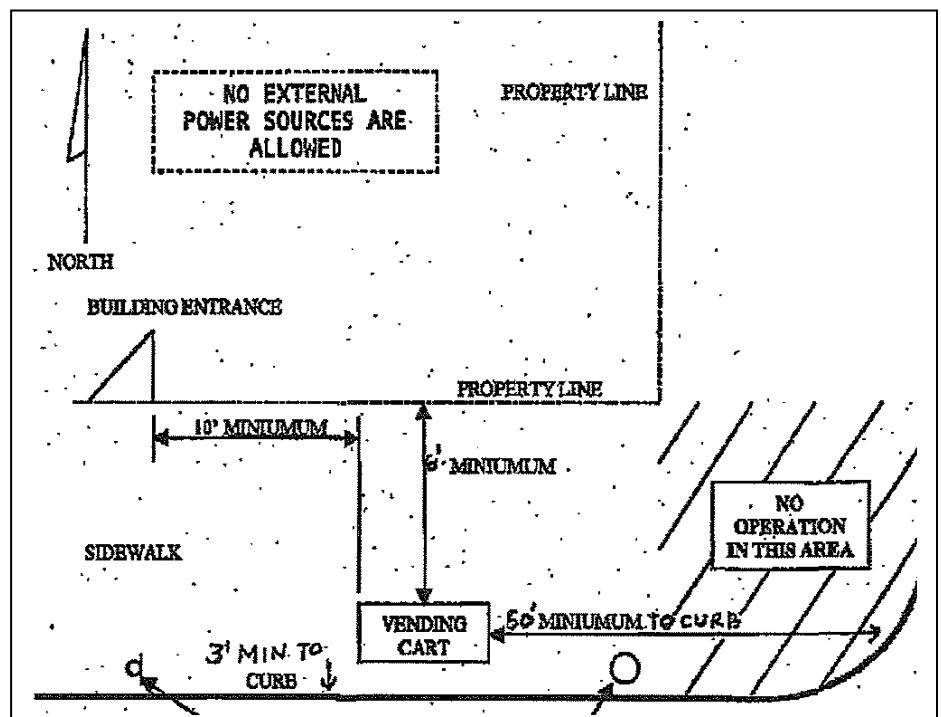 NO EXTERNAL
POWER SOURCES ARE
ALLOWED
PROPERTY LINE
NORTH
BUILDING ENTRANCE
PROPERTY LINE
10' MINIUMUM
6' MINIUMUM
NO
OPERATION
IN THIS AREA
SIDEWALK
VENDING
CART
50' MINIUMUM TO CURB
3' MIN. TO
CURB